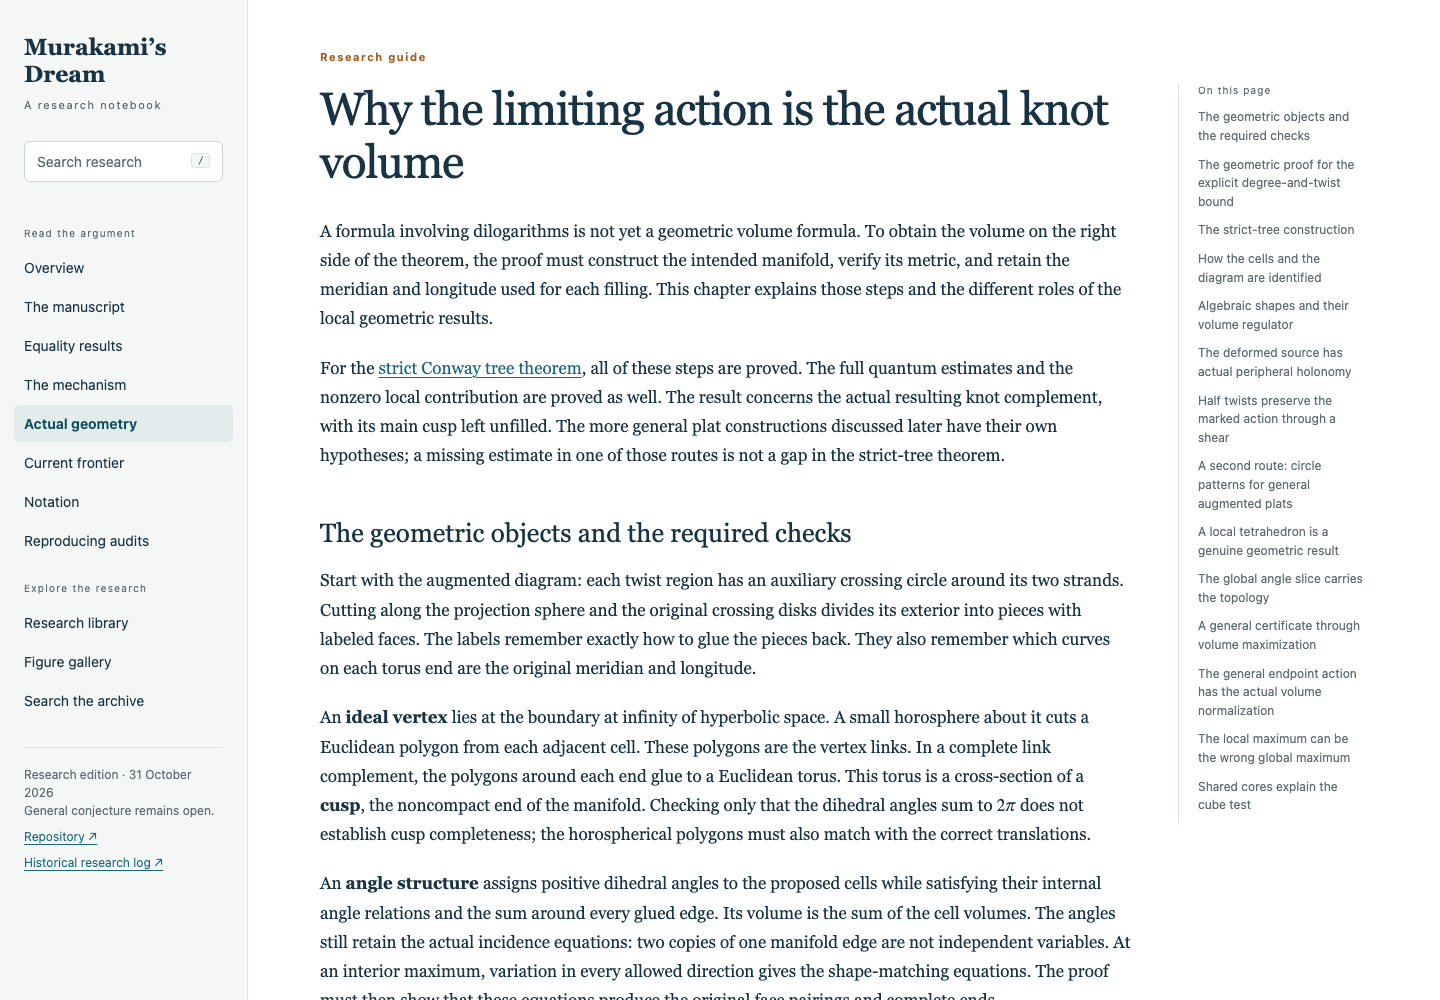 Murakami's
Dream
A research notebook
Search research /
Read the argument
Overview
The manuscript
Equality results
The mechanism
Actual geometry
Current frontier
Notation
Reproducing audits
Explore the research
Research library
Figure gallery
Search the archive
Research edition · 31 October
2026
General conjecture remains open.
Repository ↗
Historical research log ↗
Research guide
Why the limiting action is the actual knot
volume
A formula involving dilogarithms is not yet a geometric volume formula. To obtain the volume on the right
side of the theorem, the proof must construct the intended manifold, verify its metric, and retain the
meridian and longitude used for each filling. This chapter explains those steps and the different roles of the
local geometric results.
For the strict Conway tree theorem, all of these steps are proved. The full quantum estimates and the
nonzero local contribution are proved as well. The result concerns the actual resulting knot complement,
with its main cusp left unfilled. The more general plat constructions discussed later have their own
hypotheses; a missing estimate in one of those routes is not a gap in the strict-tree theorem.
The geometric objects and the required checks
Start with the augmented diagram: each twist region has an auxiliary crossing circle around its two strands.
Cutting along the projection sphere and the original crossing disks divides its exterior into pieces with
labeled faces. The labels remember exactly how to glue the pieces back. They also remember which curves
on each torus end are the original meridian and longitude.
An ideal vertex lies at the boundary at infinity of hyperbolic space. A small horosphere about it cuts a
Euclidean polygon from each adjacent cell. These polygons are the vertex links. In a complete link
complement, the polygons around each end glue to a Euclidean torus. This torus is a cross-section of a
cusp, the noncompact end of the manifold. Checking only that the dihedral angles sum to 2π does not
establish cusp completeness; the horospherical polygons must also match with the correct translations.
An angle structure assigns positive dihedral angles to the proposed cells while satisfying their internal
angle relations and the sum around every glued edge. Its volume is the sum of the cell volumes. The angles
still retain the actual incidence equations: two copies of one manifold edge are not independent variables. At
an interior maximum, variation in every allowed direction gives the shape-matching equations. The proof
must then show that these equations produce the original face pairings and complete ends.
On this page
The geometric objects and
the required checks
The geometric proof for the
explicit degree-and-twist
bound
The strict-tree construction
How the cells and the
diagram are identified
Algebraic shapes and their
volume regulator
The deformed source has
actual peripheral holonomy
Half twists preserve the
marked action through a
shear
A second route: circle
patterns for general
augmented plats
A local tetrahedron is a
genuine geometric result
The global angle slice carries
the topology
A general certificate through
volume maximization
The general endpoint action
has the actual volume
normalization
The local maximum can be
the wrong global maximum
Shared cores explain the
cube test